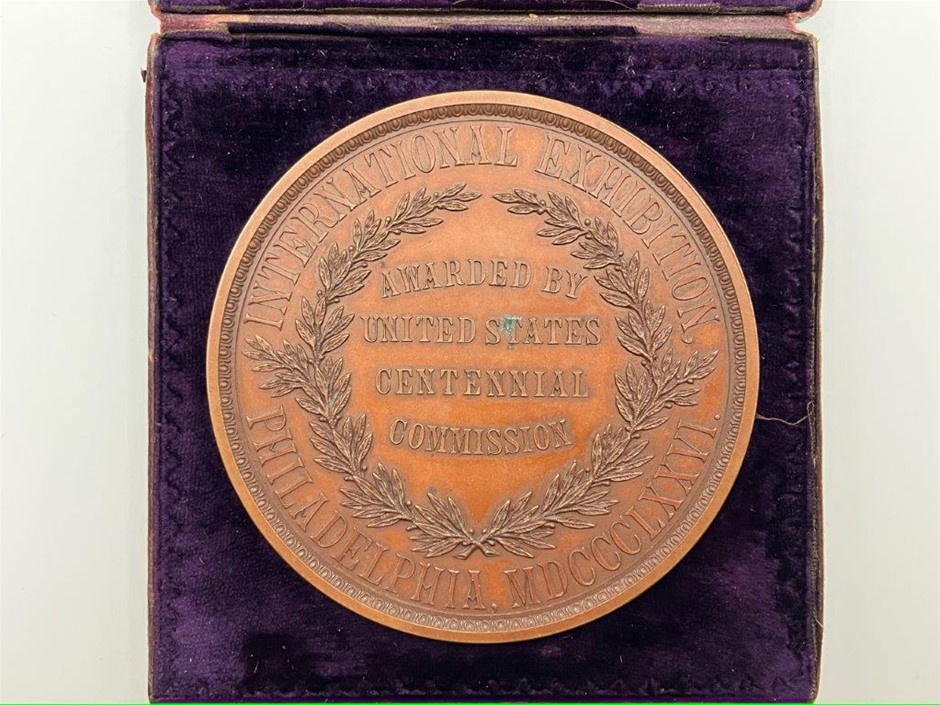 INTERNATIONAL EXHIBITION,
AWARDED BY
UNITED STATES
CENTENNIAL
COMMISSION
PHILADELPHIA, MDCCCLXXVI.